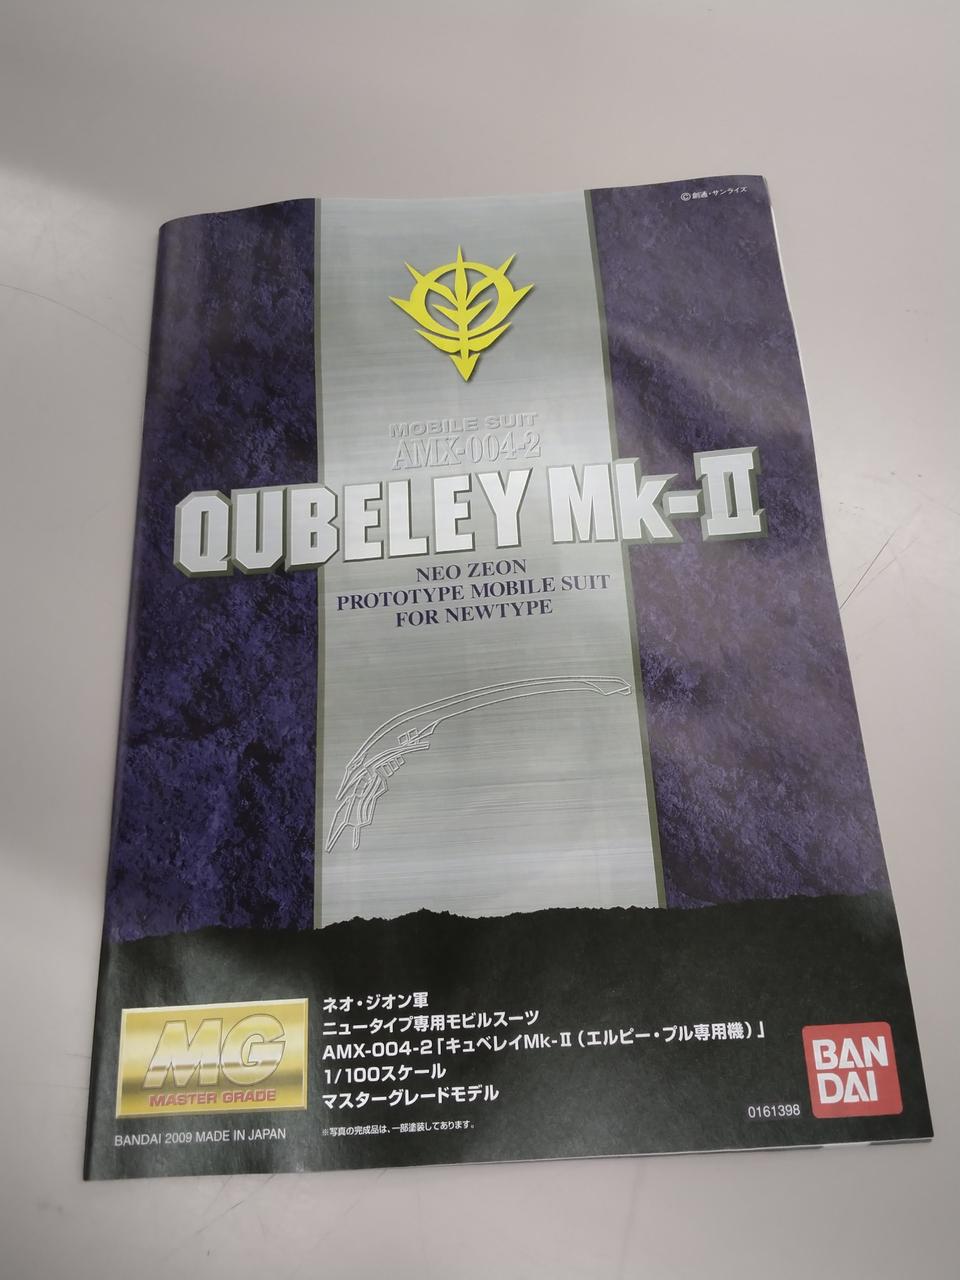 ©創通・サンライズ
MOBILE SUIT
AMX-004-2
QUBELEY Mk-II
NEO ZEON
PROTOTYPE MOBILE SUIT
FOR NEWTYPE
ネオ・ジオン軍
ニュータイプ専用モビルスーツ
AMX-004-2「キュベレイMk-II（エルピー・プル専用機）」
1/100スケール
マスターグレードモデル
※写真の完成品は、一部塗装してあります。
MG
MASTER GRADE
BANDAI 2009 MADE IN JAPAN
0161398
BAN
DAI